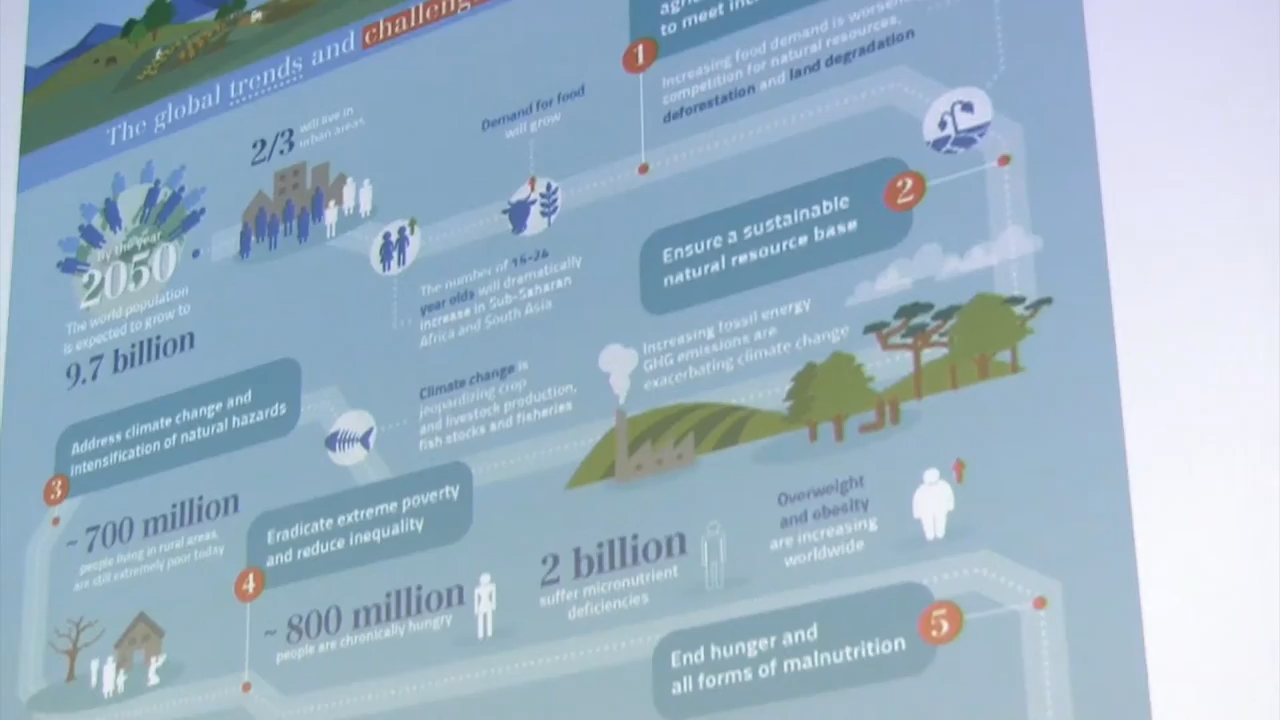 The global trends and challeng
to meet inc
1
Increasing food demand is worsen
competition for natural resources,
deforestation and land degradation
2/3 will live in
urban areas
Demand for food
will grow
By the year
2050
The world population
is expected to grow to
9.7 billion
The number of 15-24
year olds will dramatically
increase in Sub-Saharan
Africa and South Asia
2
Ensure a sustainable
natural resource base
Increasing fossil energy
GHG emissions are
exacerbating climate change
Climate change is
jeopardizing crop
and livestock production,
fish stocks and fisheries
Address climate change and
intensification of natural hazards
3
~ 700 million
people living in rural areas,
are still extremely poor today
Eradicate extreme poverty
and reduce inequality
4
~ 800 million
people are chronically hungry
2 billion
suffer micronutrient
deficiencies
Overweight
and obesity
are increasing
worldwide
5
End hunger and
all forms of malnutrition